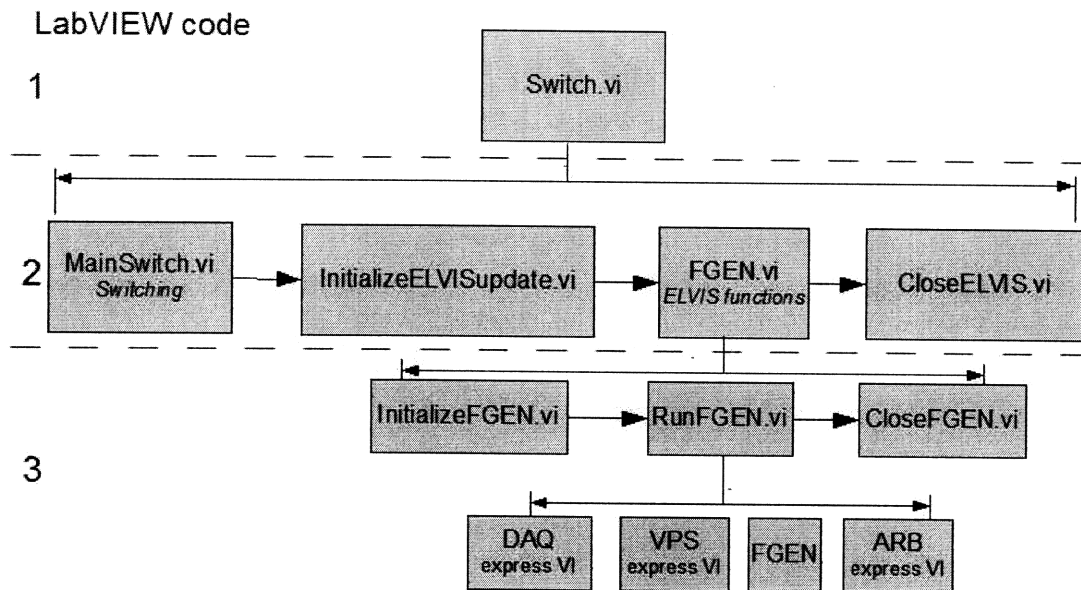 LabVIEW code
1
Switch.vi
2
MainSwitch.vi
Switching
InitializeELVISupdate.vi
FGEN.vi
ELVIS functions
CloseELVIS.vi
3
InitializeFGEN.vi
RunFGEN.vi
CloseFGEN.vi
DAQ
express VI
VPS
express VI
FGEN
ARB
express VI